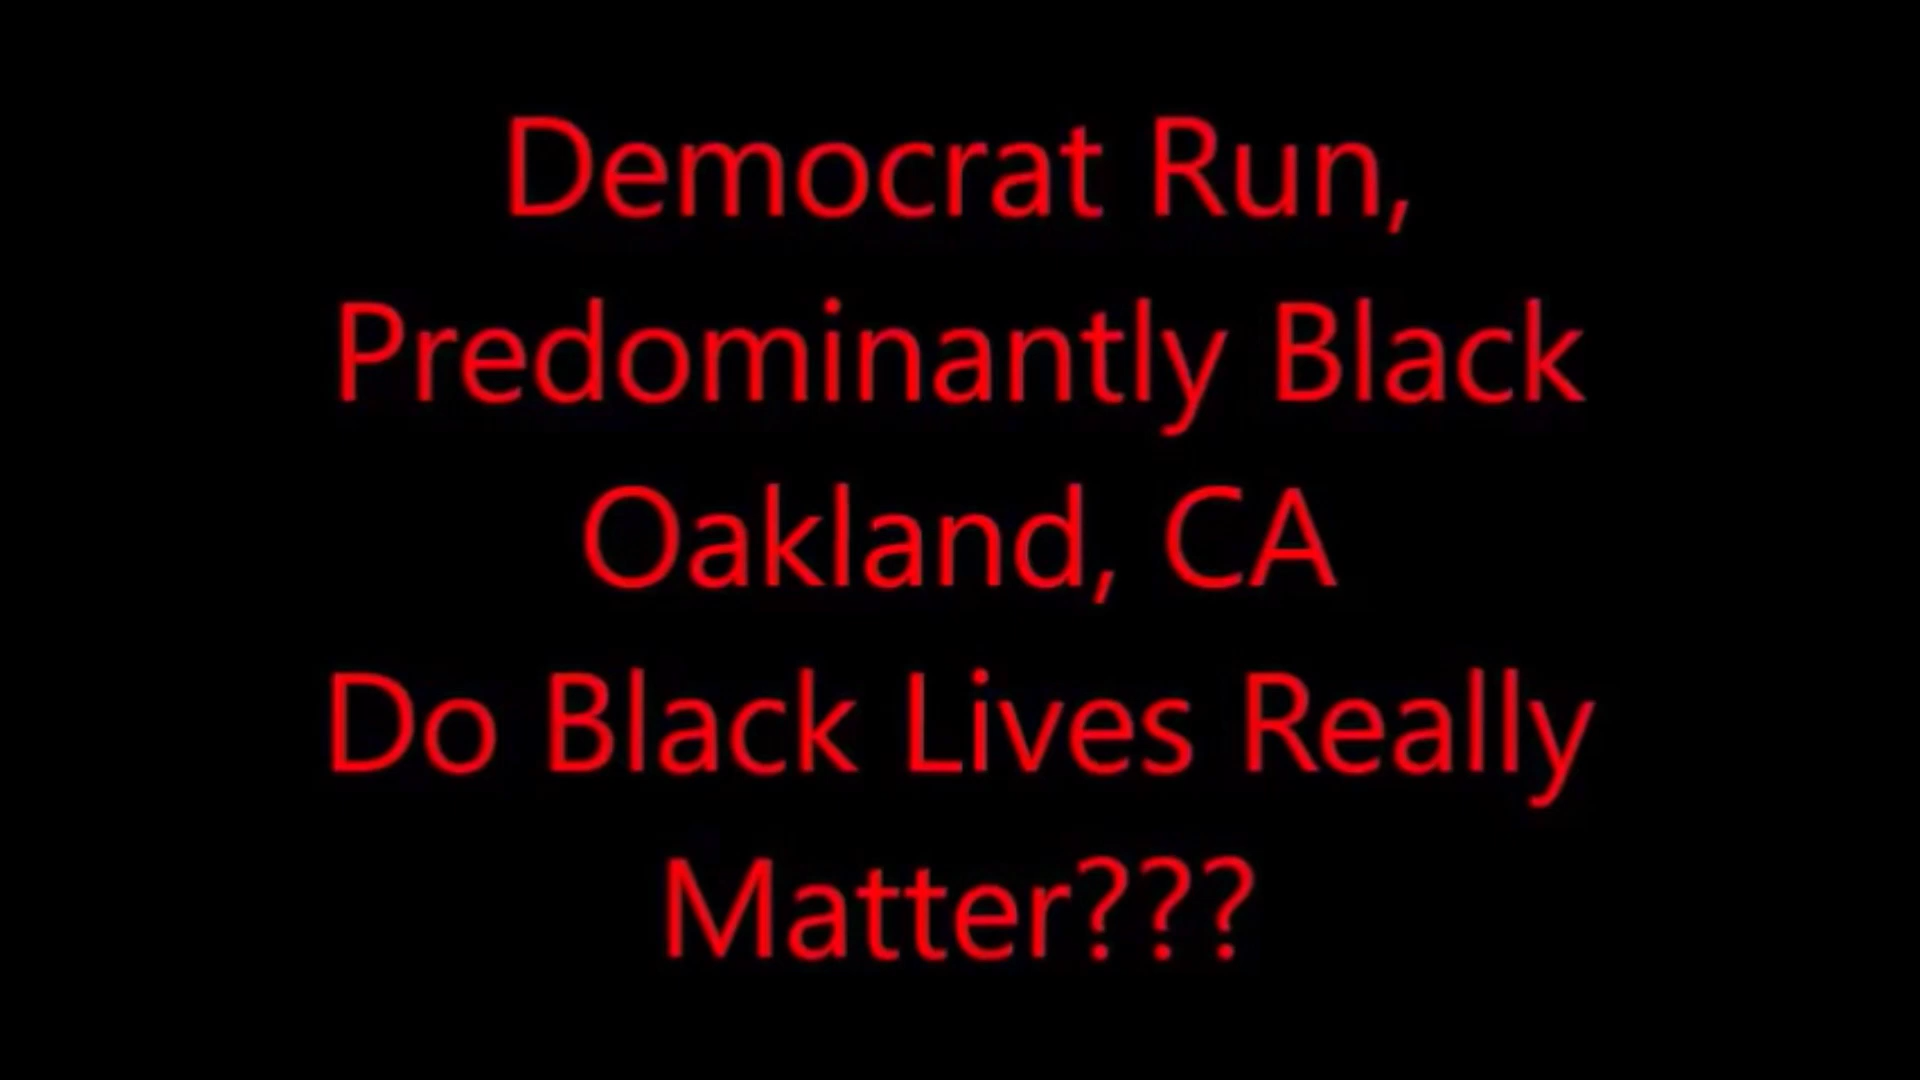 Democrat Run,
Predominantly Black
Oakland, CA
Do Black Lives Really
Matter???